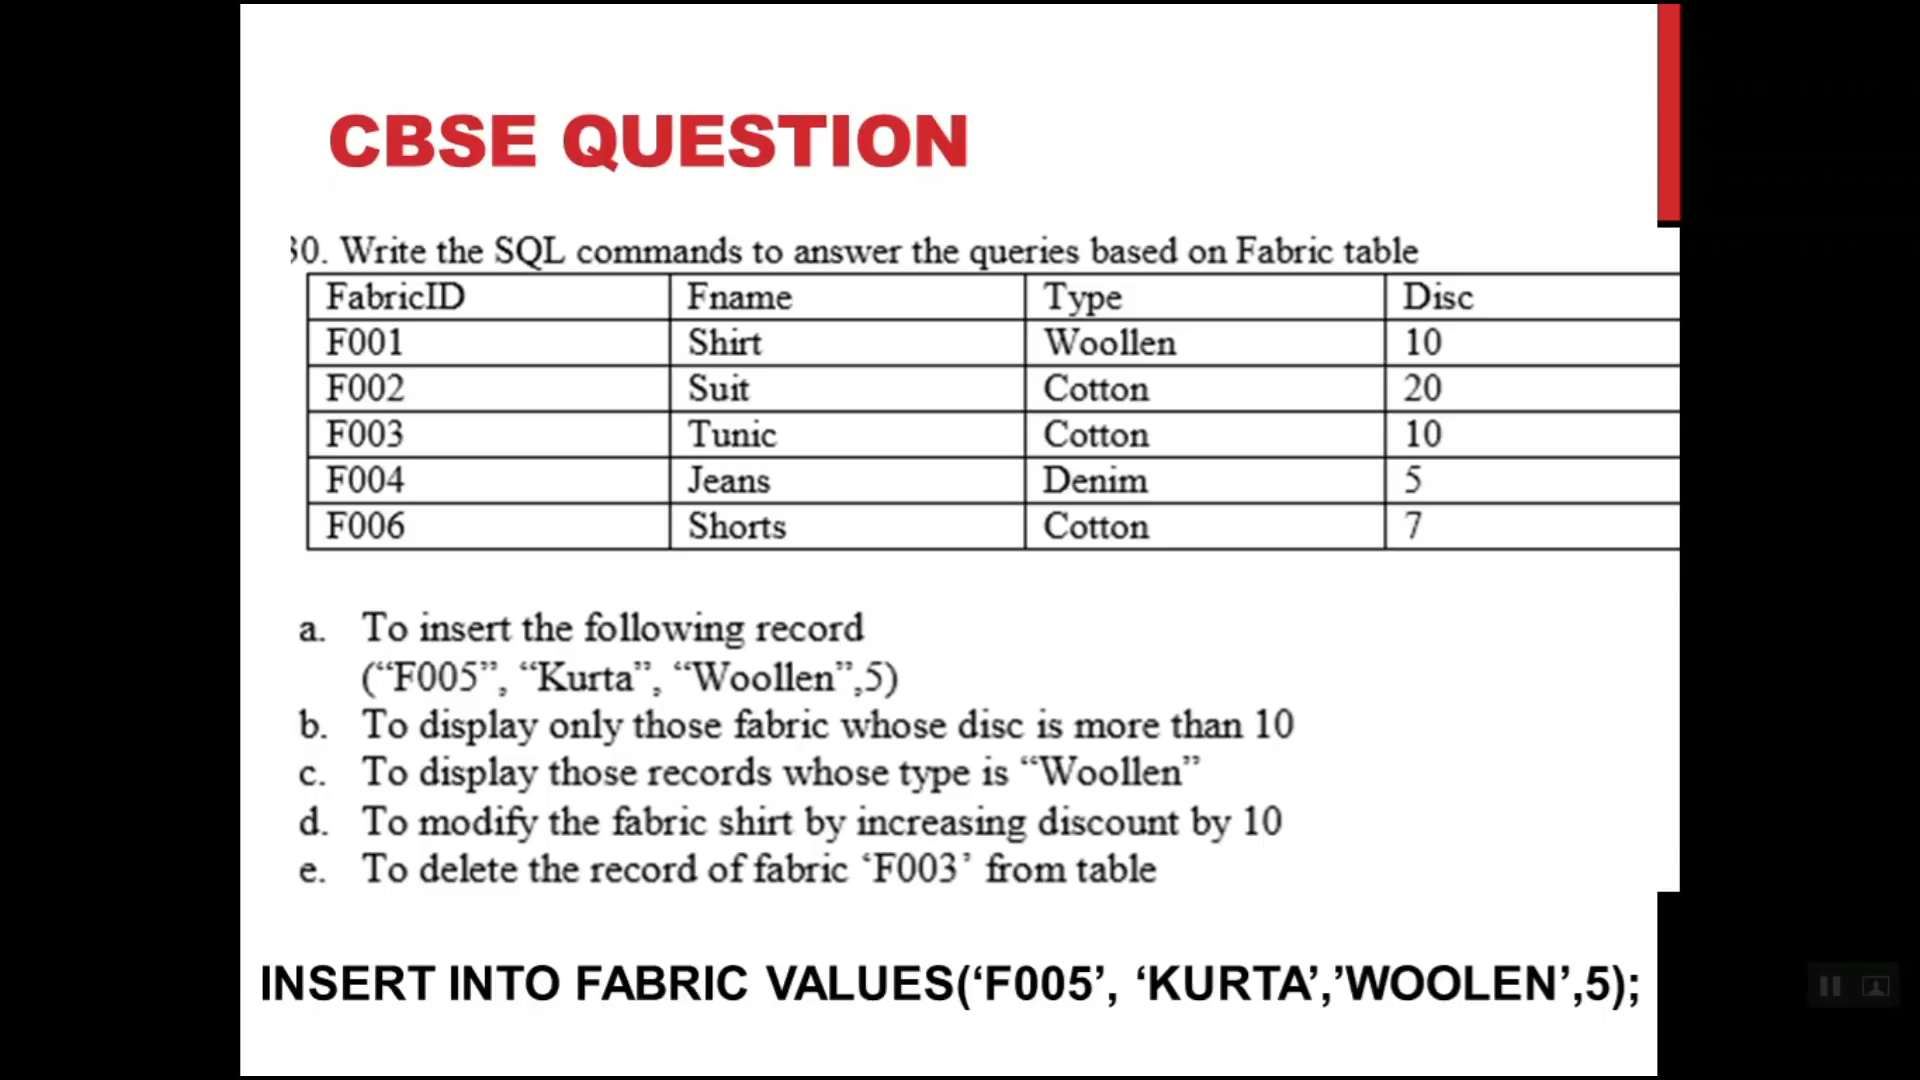 CBSE QUESTION
30. Write the SQL commands to answer the queries based on Fabric table
FabricID Fname Type Disc
F001 Shirt Woollen 10
F002 Suit Cotton 20
F003 Tunic Cotton 10
F004 Jeans Denim 5
F006 Shorts Cotton 7
a. To insert the following record
(“F005”, “Kurta”, “Woollen”,5)
b. To display only those fabric whose disc is more than 10
c. To display those records whose type is “Woollen”
d. To modify the fabric shirt by increasing discount by 10
e. To delete the record of fabric ‘F003’ from table
INSERT INTO FABRIC VALUES(‘F005’, ‘KURTA’,’WOOLEN’,5);